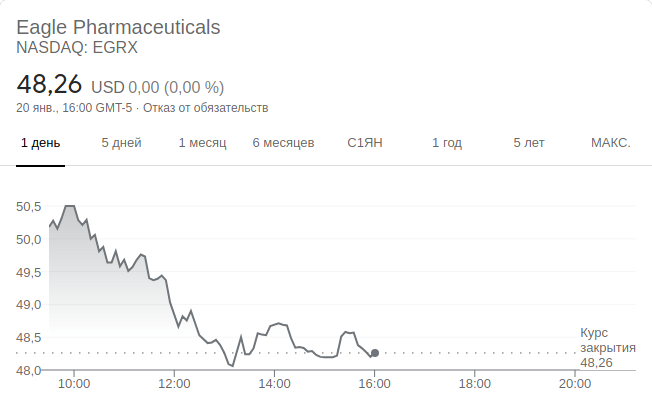 Eagle Pharmaceuticals
NASDAQ: EGRX
48,26 USD 0,00 (0,00 %)
20 янв., 16:00 GMT-5 · Отказ от обязательств
1 день 5 дней 1 месяц 6 месяцев С1ЯН 1 год 5 лет МАКС.
50,5
50,0
49,5
49,0
48,5
48,0
Курс
закрытия
48,26
10:00 12:00 14:00 16:00 18:00 20:00